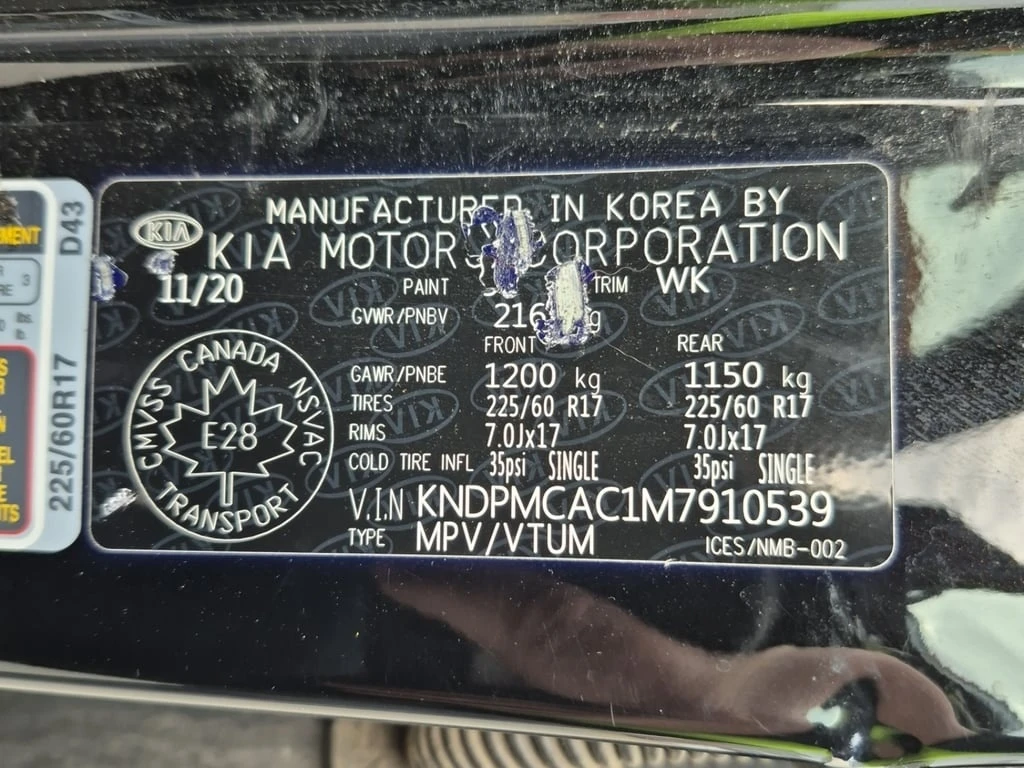 MANUFACTURED IN KOREA BY
KIA
KIA MOTORS CORPORATION
11/20
PAINT TRIM WK
GVWR/PNBV
FRONT REAR
GAWR/PNBE 1200 kg 1150 kg
TIRES 225/60 R17 225/60 R17
RIMS 7.0Jx17 7.0Jx17
COLD TIRE INFL 35psi SINGLE 35psi SINGLE
V.I.N KNDPMCAC1M7910539
TYPE MPV/VTUM ICES/NMB-002
CANADA NSVAC
CMVSS
E28
TRANSPORT
225/60R17 D43
3
lbs.
lb.